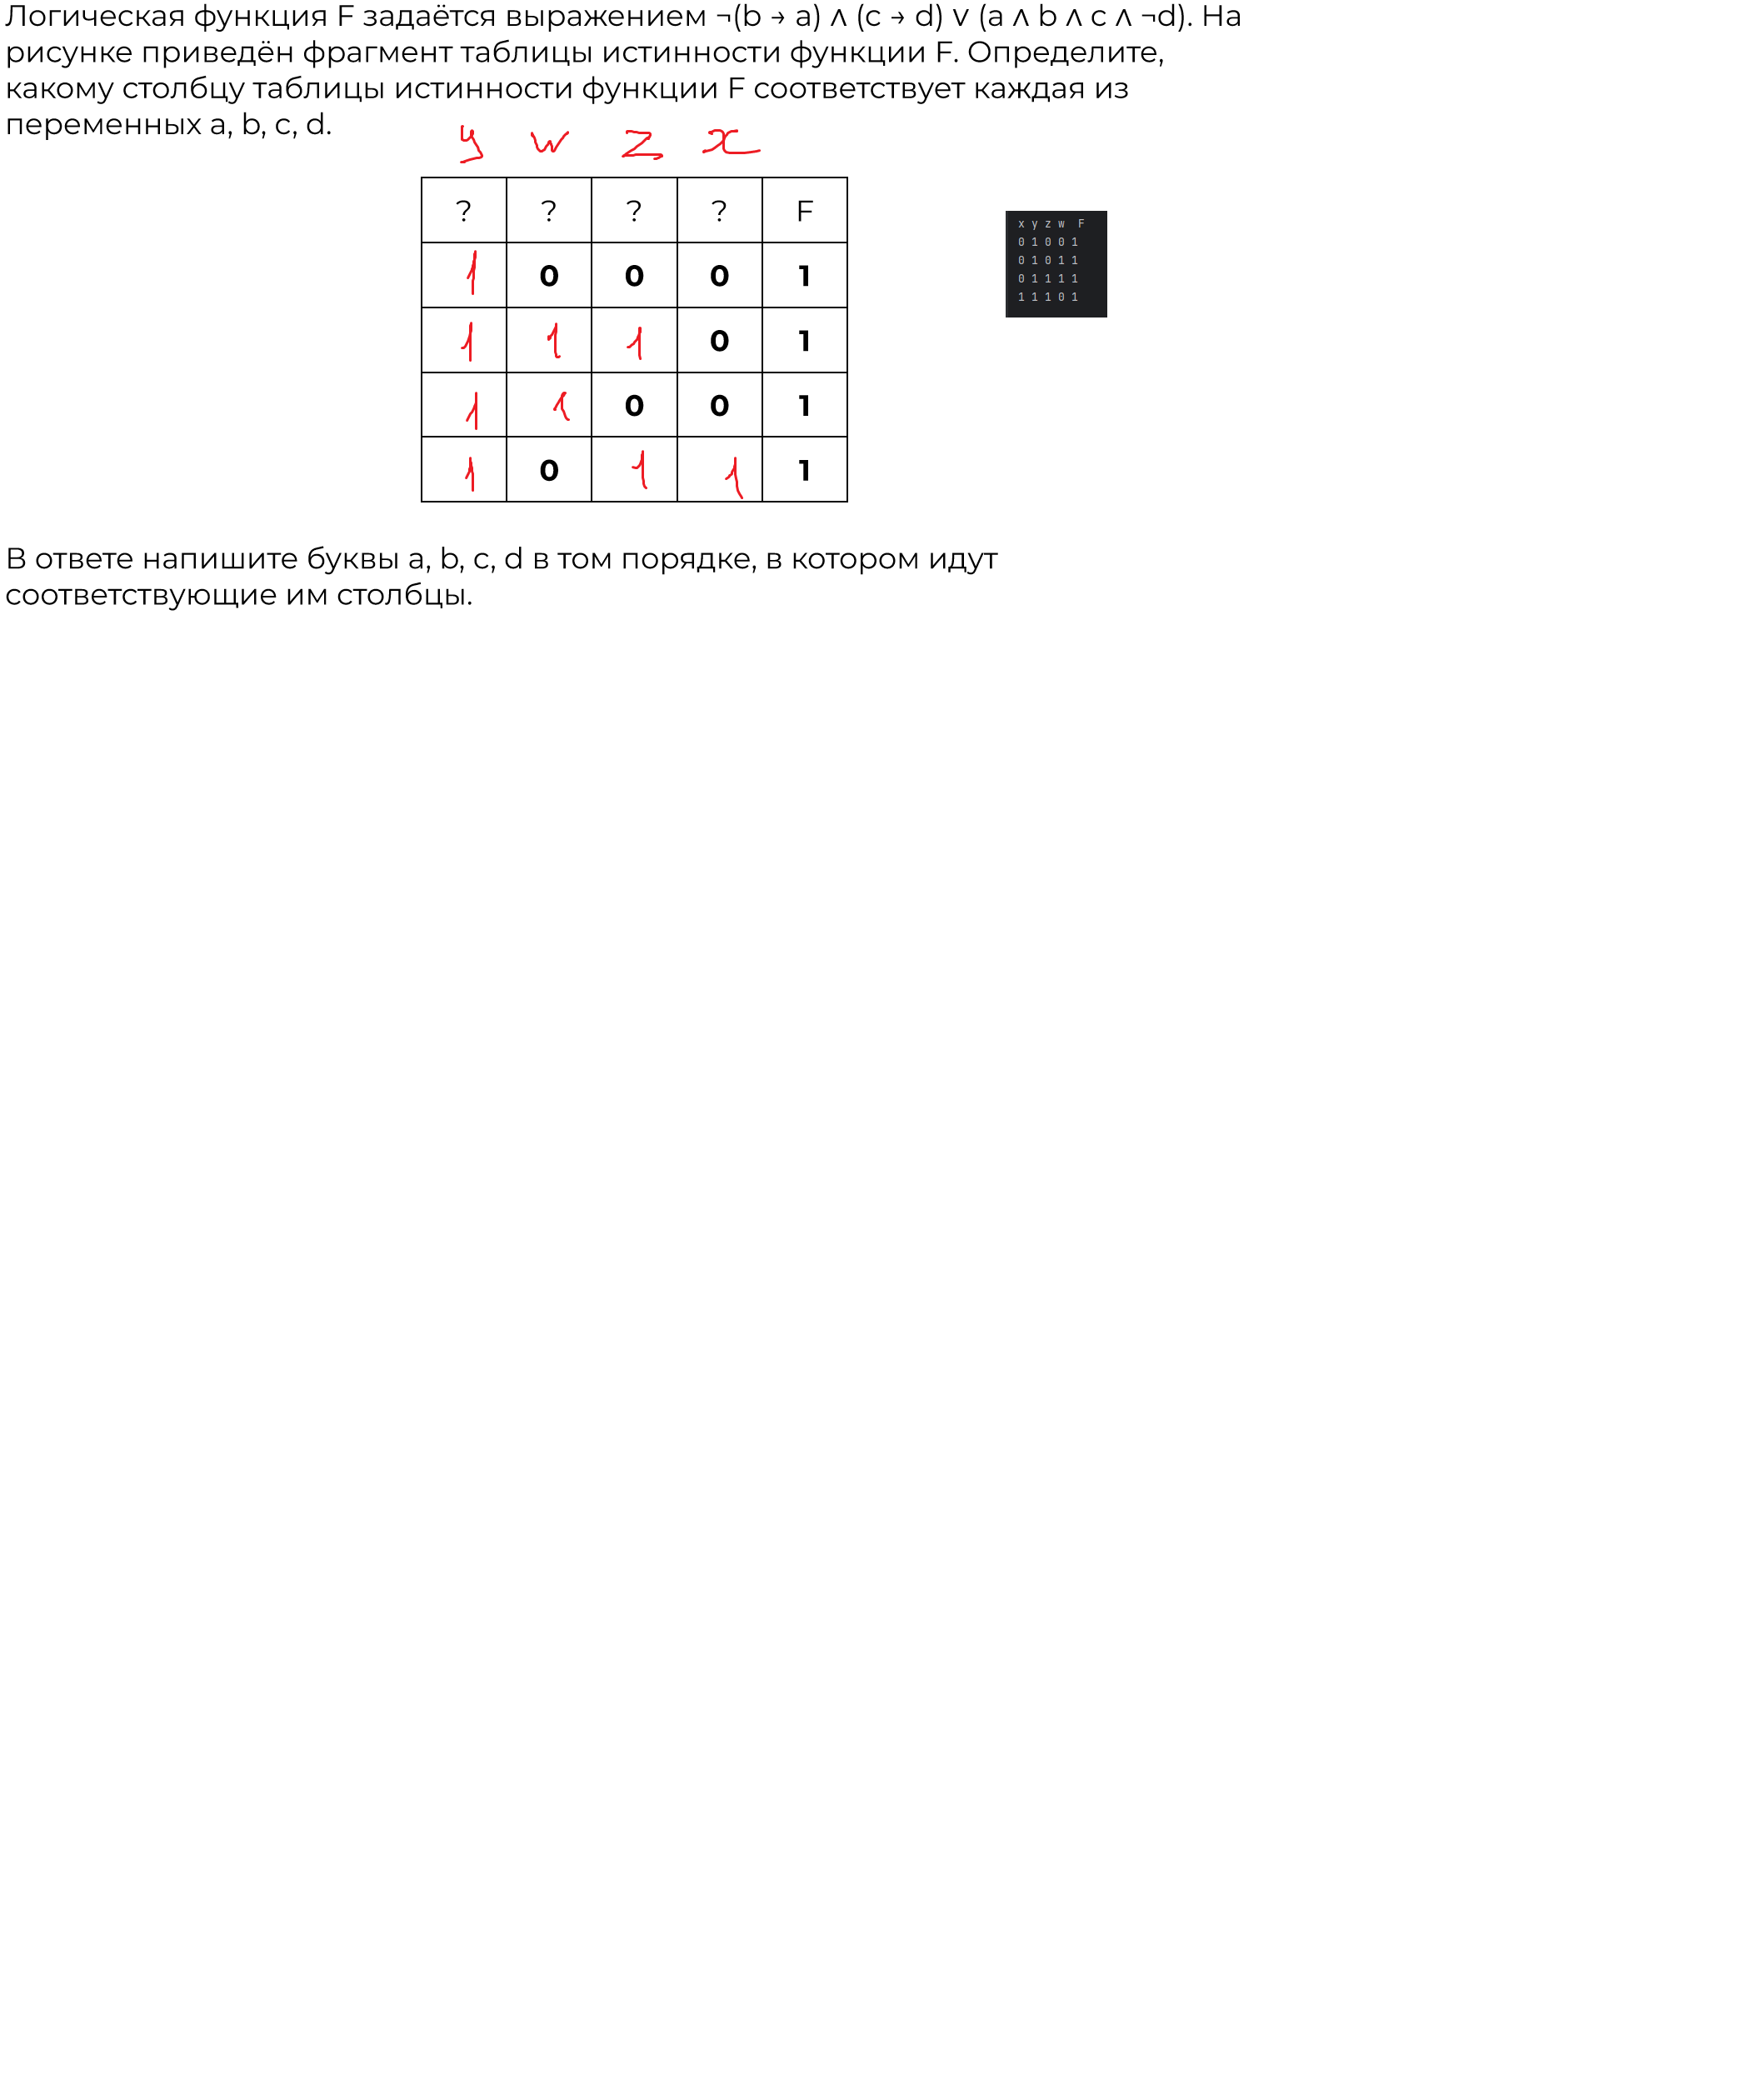 Логическая функция F задаётся выражением ¬(b → a) ∧ (c → d) ∨ (a ∧ b ∧ c ∧ ¬d). На
рисунке приведён фрагмент таблицы истинности функции F. Определите,
какому столбцу таблицы истинности функции F соответствует каждая из
переменных a, b, c, d.
y w z x
? ? ? ? F
1 0 0 0 1
1 1 1 0 1
1 1 0 0 1
1 0 1 1 1
x y z w F
0 1 0 0 1
0 1 0 1 1
0 1 1 1 1
1 1 1 0 1
В ответе напишите буквы a, b, c, d в том порядке, в котором идут
соответствующие им столбцы.